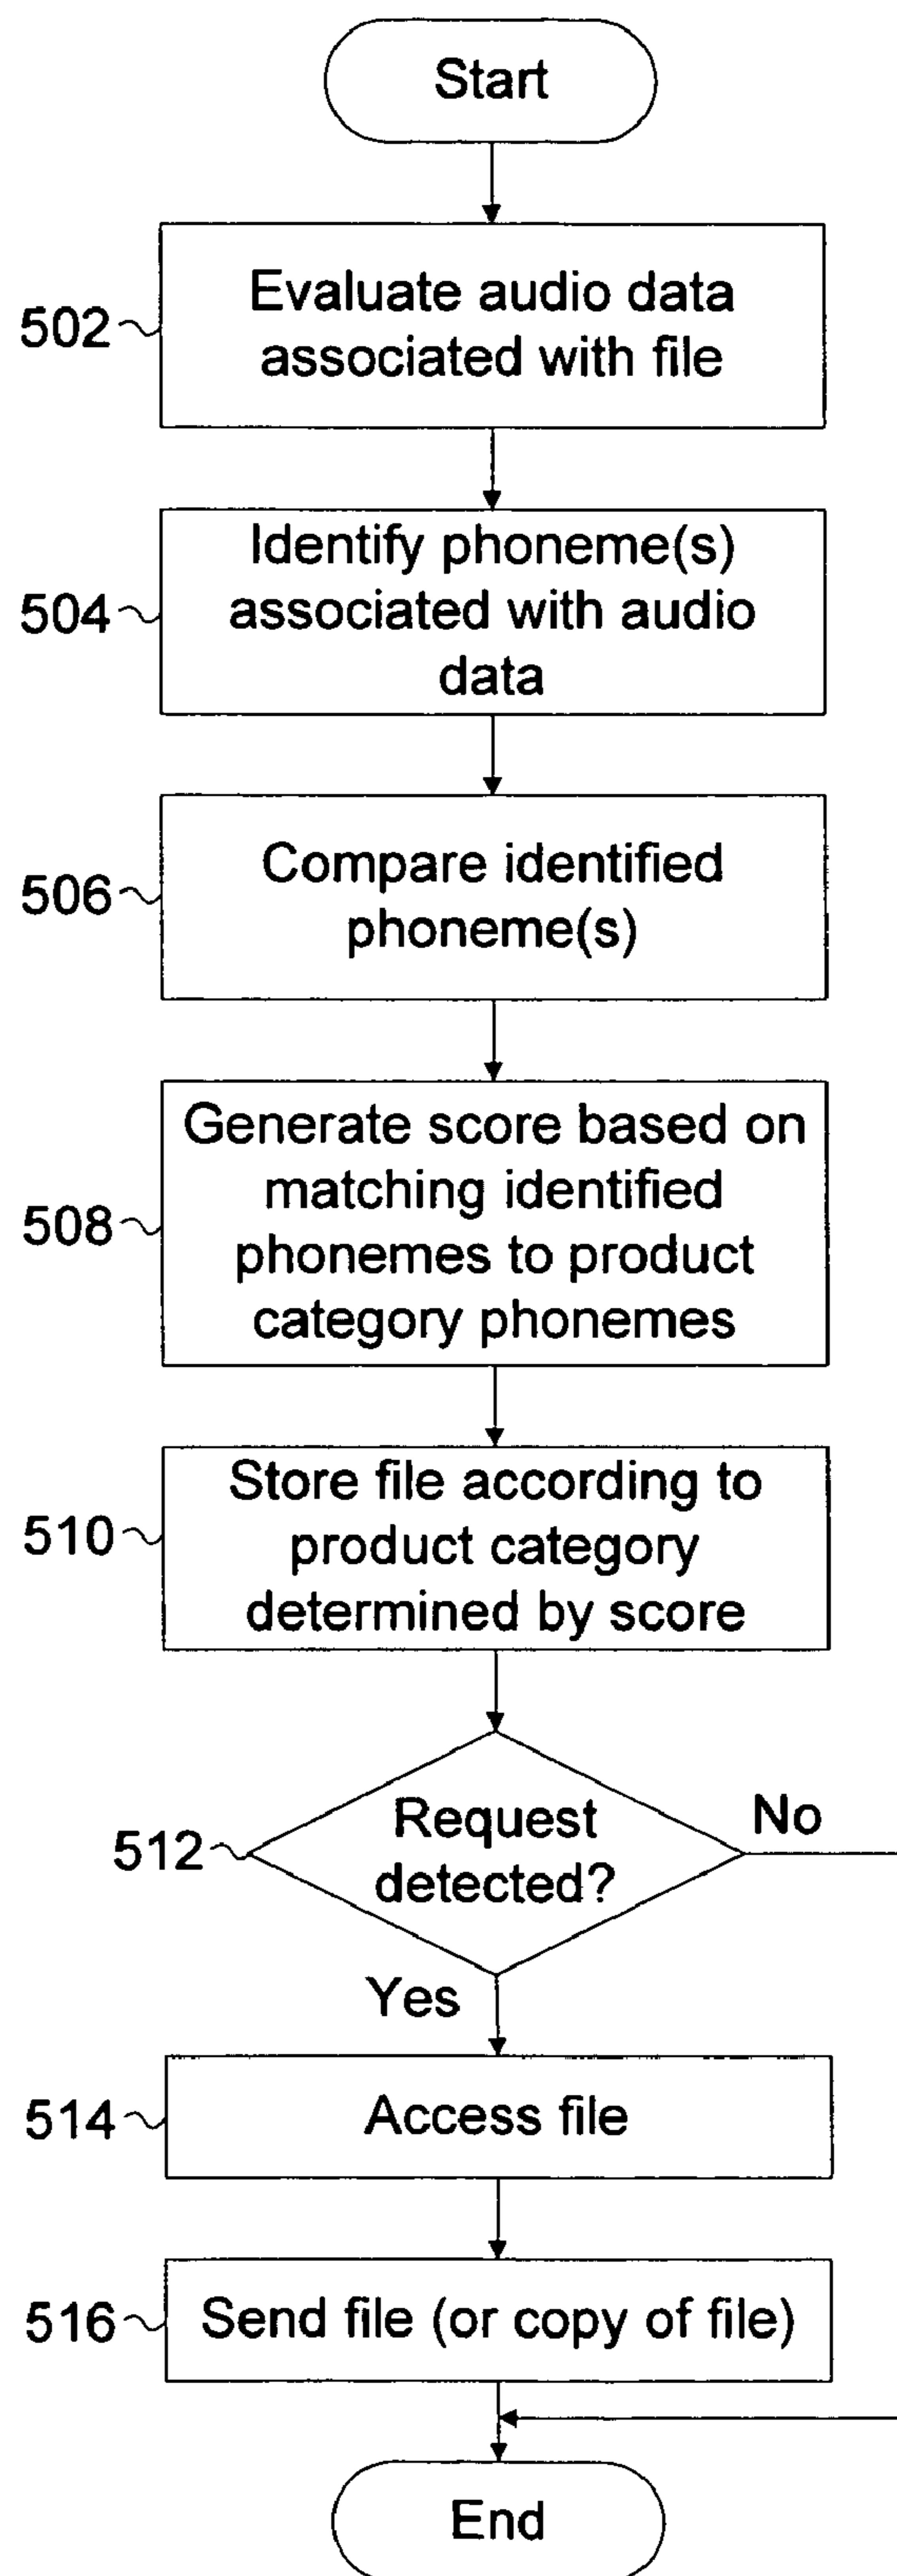 Start
502
Evaluate audio data
associated with file
504
Identify phoneme(s)
associated with audio
data
506
Compare identified
phoneme(s)
508
Generate score based on
matching identified
phonemes to product
category phonemes
510
Store file according to
product category
determined by score
512
Request
detected?
No
Yes
514
Access file
516
Send file (or copy of file)
End